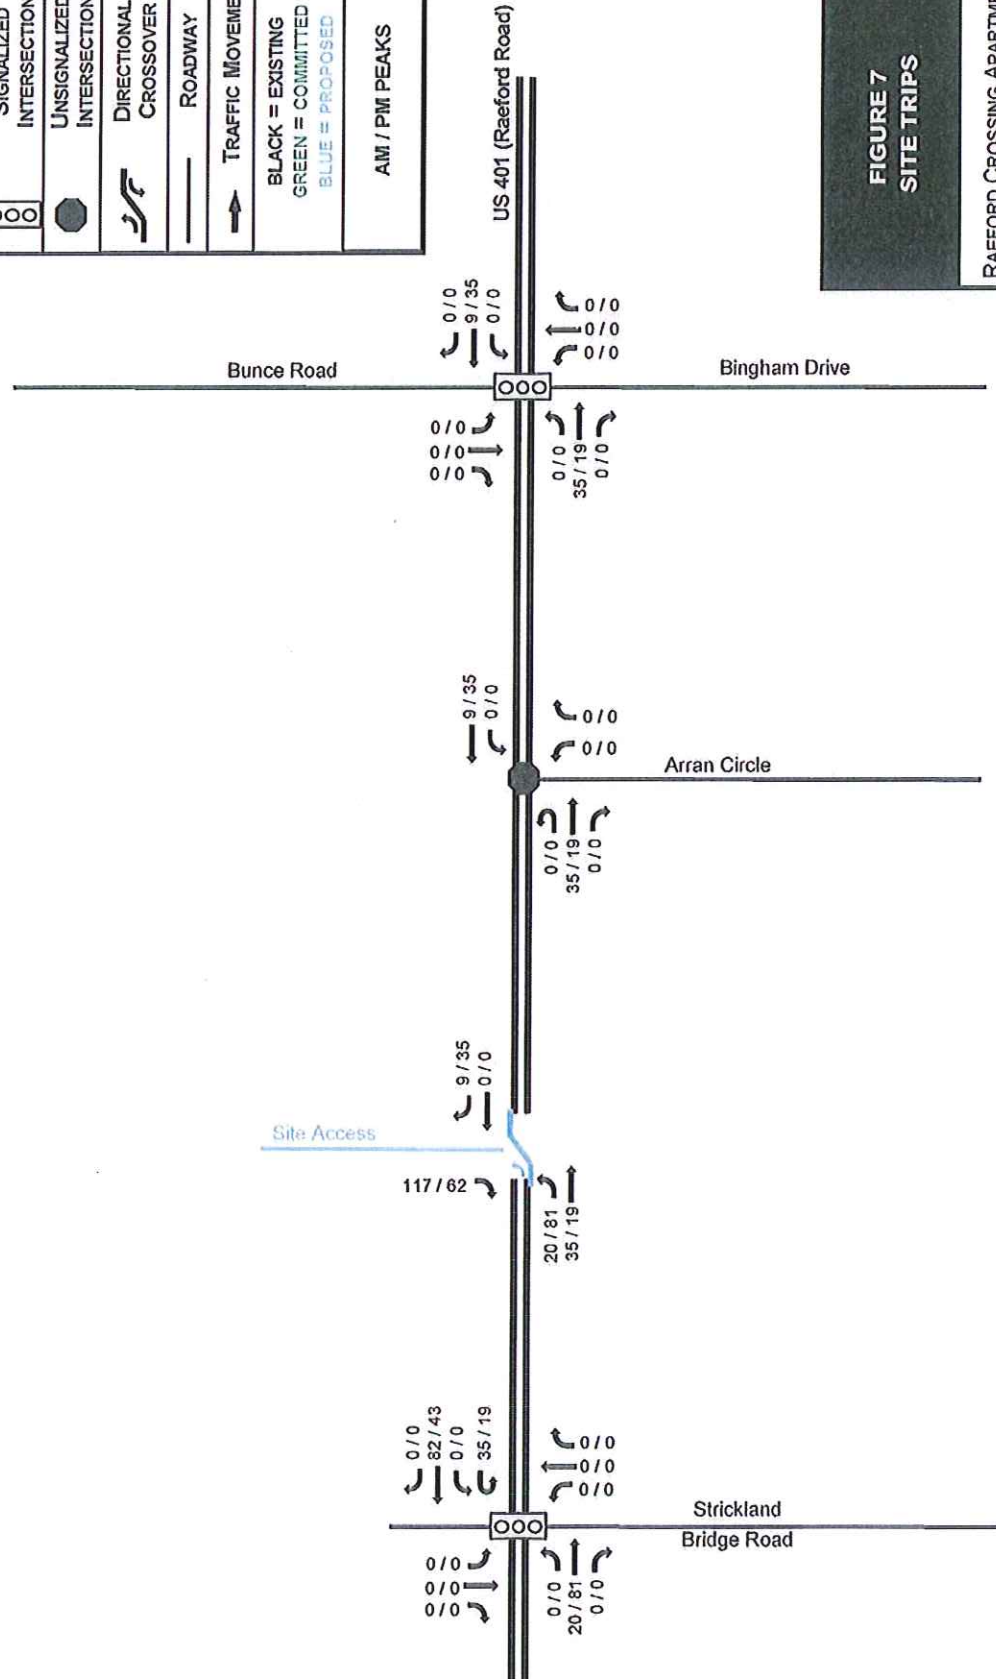 SIGNALIZED
INTERSECTION
UNSIGNALIZED
INTERSECTION
DIRECTIONAL
CROSSOVER
ROADWAY
TRAFFIC MOVEME
BLACK = EXISTING
GREEN = COMMITTED
BLUE = PROPOSED
AM / PM PEAKS
US 401 (Raeford Road)
FIGURE 7
SITE TRIPS
RAEFORD CROSSING APARTME
0 / 0
9 / 35
0 / 0
0 / 0
0 / 0
0 / 0
Bunce Road
Bingham Drive
0 / 0
0 / 0
0 / 0
0 / 0
35 / 19
0 / 0
9 / 35
0 / 0
0 / 0
0 / 0
Arran Circle
0 / 0
35 / 19
0 / 0
9 / 35
0 / 0
Site Access
117 / 62
20 / 81
35 / 19
0 / 0
82 / 43
0 / 0
35 / 19
0 / 0
0 / 0
0 / 0
Strickland
Bridge Road
0 / 0
0 / 0
0 / 0
0 / 0
20 / 81
0 / 0